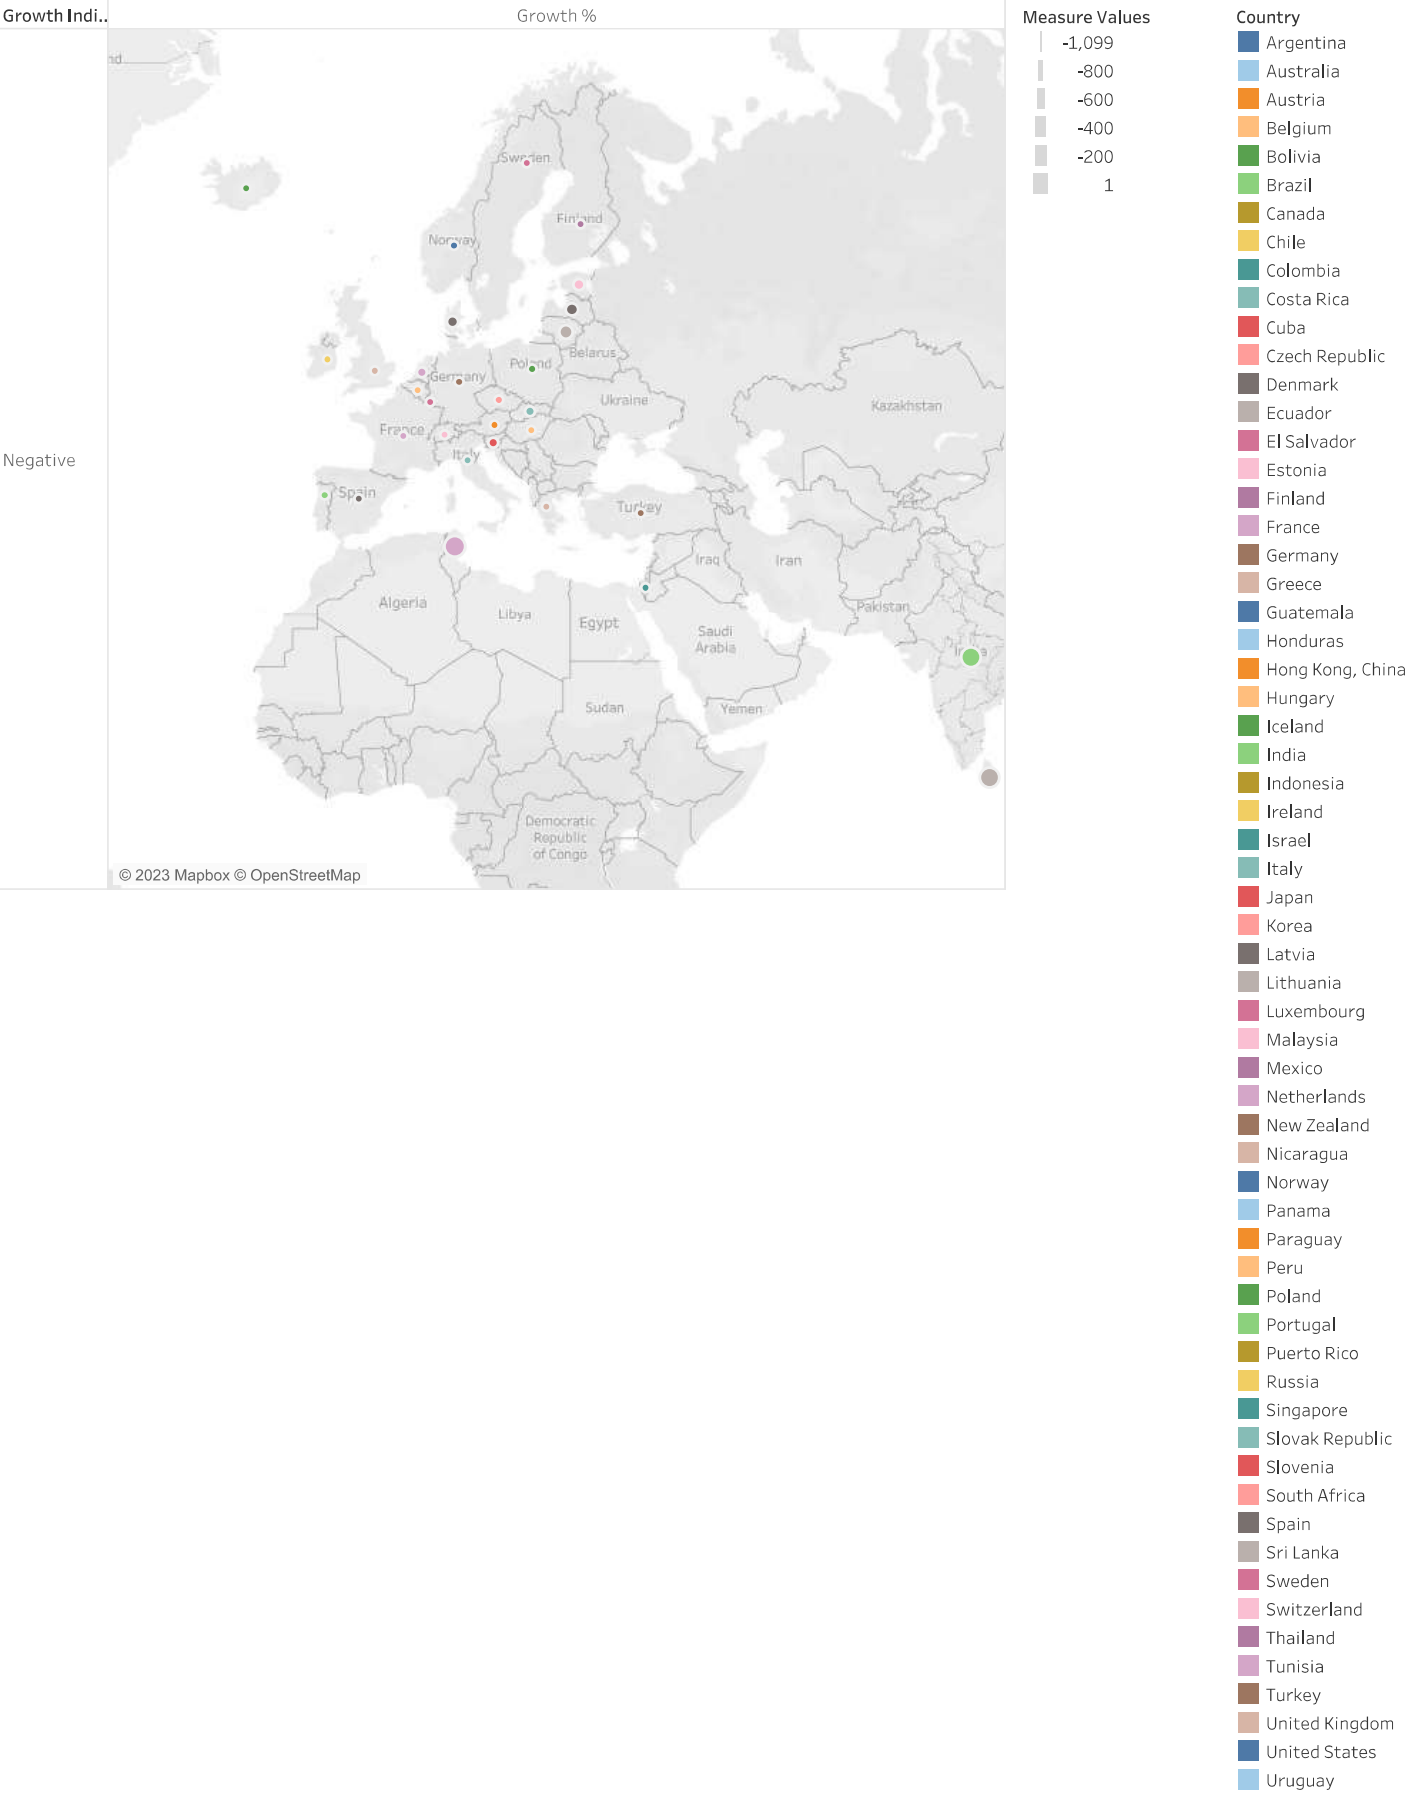 Growth Indi..
Growth %
nd
Sweden
Finland
Norway
Belarus
Poland
Germany
Ukraine
Kazakhstan
France
Italy
Negative
Spain
Turkey
Iraq
Iran
Algeria
Pakistan
Libya
Egypt
Saudi
Arabia
India
Sudan
Yemen
Democratic
Republic
of Congo
© 2023 Mapbox © OpenStreetMap
Measure Values
-1,099
-800
-600
-400
-200
1
Country
Argentina
Australia
Austria
Belgium
Bolivia
Brazil
Canada
Chile
Colombia
Costa Rica
Cuba
Czech Republic
Denmark
Ecuador
El Salvador
Estonia
Finland
France
Germany
Greece
Guatemala
Honduras
Hong Kong, China
Hungary
Iceland
India
Indonesia
Ireland
Israel
Italy
Japan
Korea
Latvia
Lithuania
Luxembourg
Malaysia
Mexico
Netherlands
New Zealand
Nicaragua
Norway
Panama
Paraguay
Peru
Poland
Portugal
Puerto Rico
Russia
Singapore
Slovak Republic
Slovenia
South Africa
Spain
Sri Lanka
Sweden
Switzerland
Thailand
Tunisia
Turkey
United Kingdom
United States
Uruguay